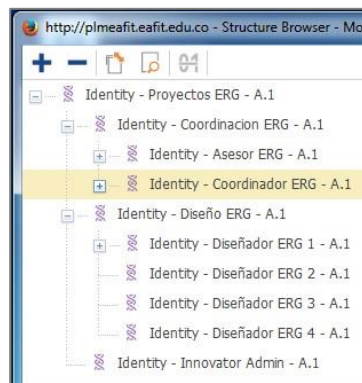 http://plmeafit.eafit.edu.co - Structure Browser - Mo
Identity - Proyectos ERG - A.1
Identity - Coordinacion ERG - A.1
Identity - Asesor ERG - A.1
Identity - Coordinador ERG - A.1
Identity - Diseño ERG - A.1
Identity - Diseñador ERG 1 - A.1
Identity - Diseñador ERG 2 - A.1
Identity - Diseñador ERG 3 - A.1
Identity - Diseñador ERG 4 - A.1
Identity - Innovator Admin - A.1